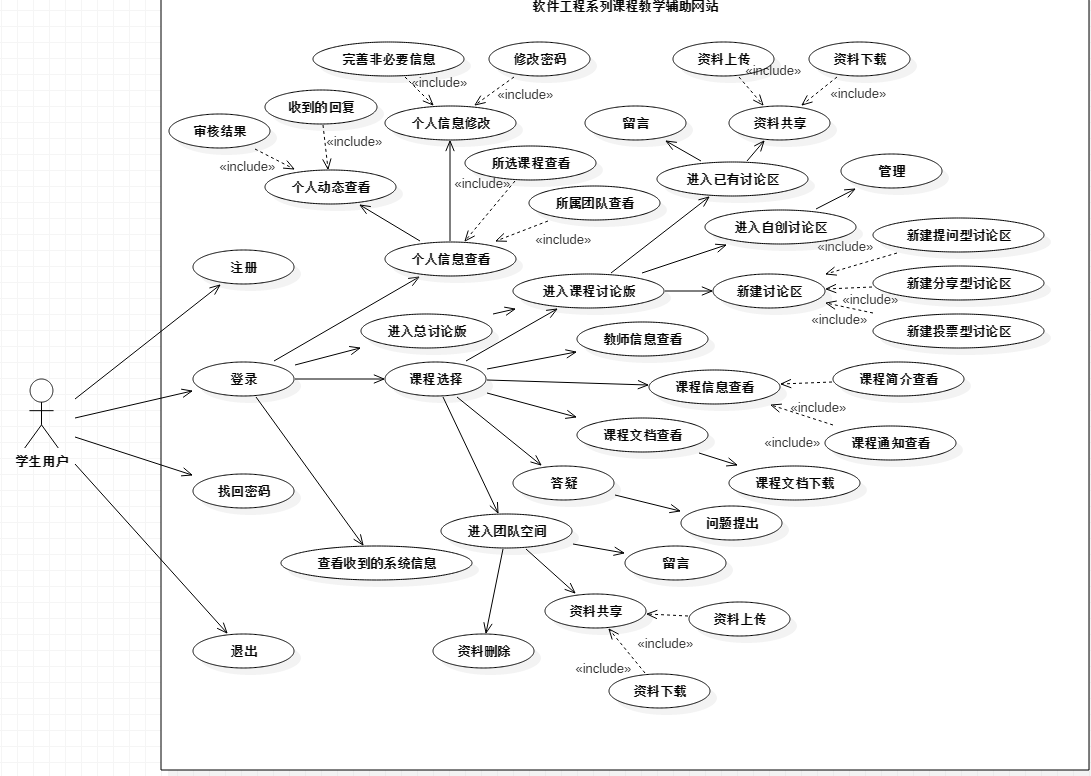 软件工程系列课程教学辅助网站
完善非必要信息
修改密码
资料上传
资料下载
«include»
«include»
«include»
«include»
收到的回复
审核结果
个人信息修改
留言
资料共享
«include»
«include»
所选课程查看
管理
个人动态查看
«include»
进入已有讨论区
所属团队查看
进入自创讨论区
«include»
«include»
新建提问型讨论区
个人信息查看
注册
进入课程讨论版
新建讨论区
新建分享型讨论区
«include»
«include»
新建投票型讨论区
进入总讨论版
教师信息查看
登录
课程选择
课程信息查看
课程简介查看
«include»
«include»
课程通知查看
课程文档查看
学生用户
找回密码
答疑
课程文档下载
问题提出
进入团队空间
查看收到的系统信息
留言
资料共享
资料上传
«include»
退出
资料删除
«include»
资料下载